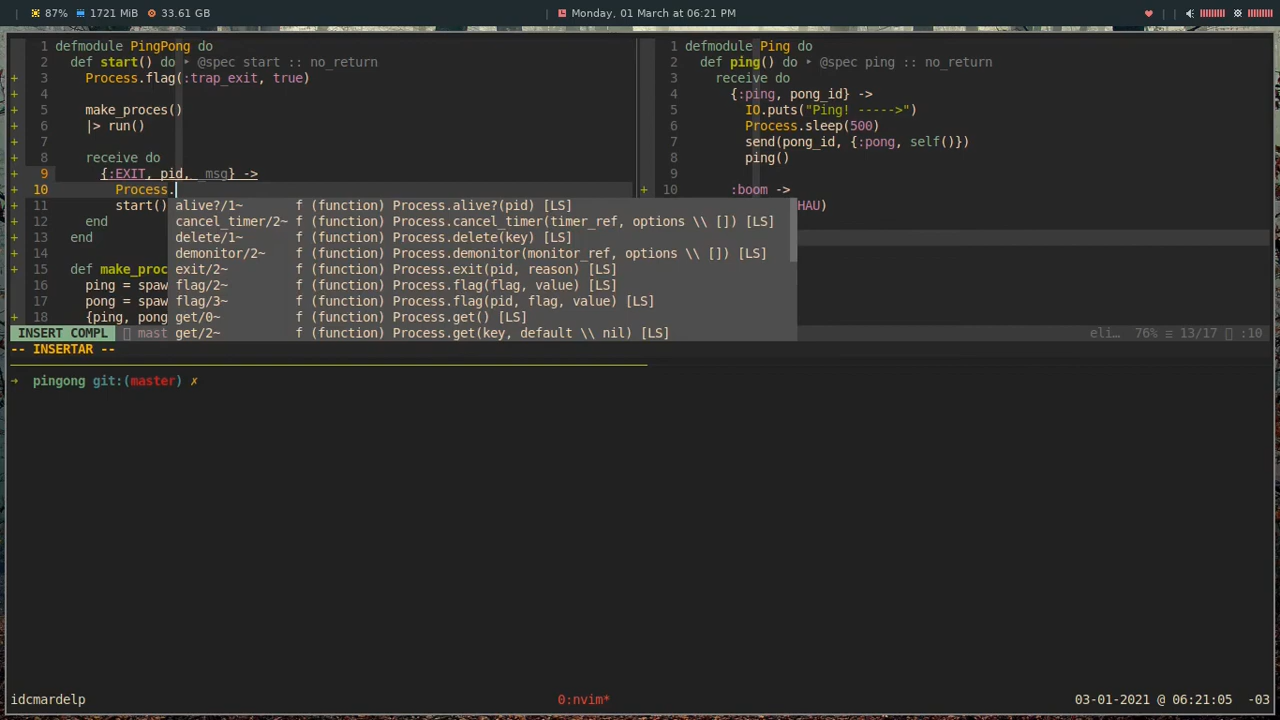 87% | 1721 MiB | 33.61 GB
Monday, 01 March at 06:21 PM
1 defmodule PingPong do
2 def start() do ‣ @spec start :: no_return
+ 3 Process.flag(:trap_exit, true)
+ 4
+ 5 make_proces()
+ 6 |> run()
+ 7
+ 8 receive do
+ 9 {:EXIT, pid, _msg} ->
+ 10 Process.
+ 11 start()
+ 12 end
+ 13 end
+ 14
+ 15 def make_proc
16 ping = spaw
17 pong = spaw
+ 18 {ping, pong
alive?/1~ f (function) Process.alive?(pid) [LS]
cancel_timer/2~ f (function) Process.cancel_timer(timer_ref, options \\ []) [LS]
delete/1~ f (function) Process.delete(key) [LS]
demonitor/2~ f (function) Process.demonitor(monitor_ref, options \\ []) [LS]
exit/2~ f (function) Process.exit(pid, reason) [LS]
flag/2~ f (function) Process.flag(flag, value) [LS]
flag/3~ f (function) Process.flag(pid, flag, value) [LS]
get/0~ f (function) Process.get() [LS]
get/2~ f (function) Process.get(key, default \\ nil) [LS]
1 defmodule Ping do
2 def ping() do ‣ @spec ping :: no_return
3 receive do
4 {:ping, pong_id} ->
5 IO.puts("Ping! ----->")
6 Process.sleep(500)
7 send(pong_id, {:pong, self()})
8 ping()
9
+ 10 :boom ->
HAU)
INSERT COMPL mast
eli… 76% ≡ 13/17 :10
-- INSERTAR --
→ pingong git:(master) ✗
idcmardelp
0:nvim*
03-01-2021 @ 06:21:05 -03